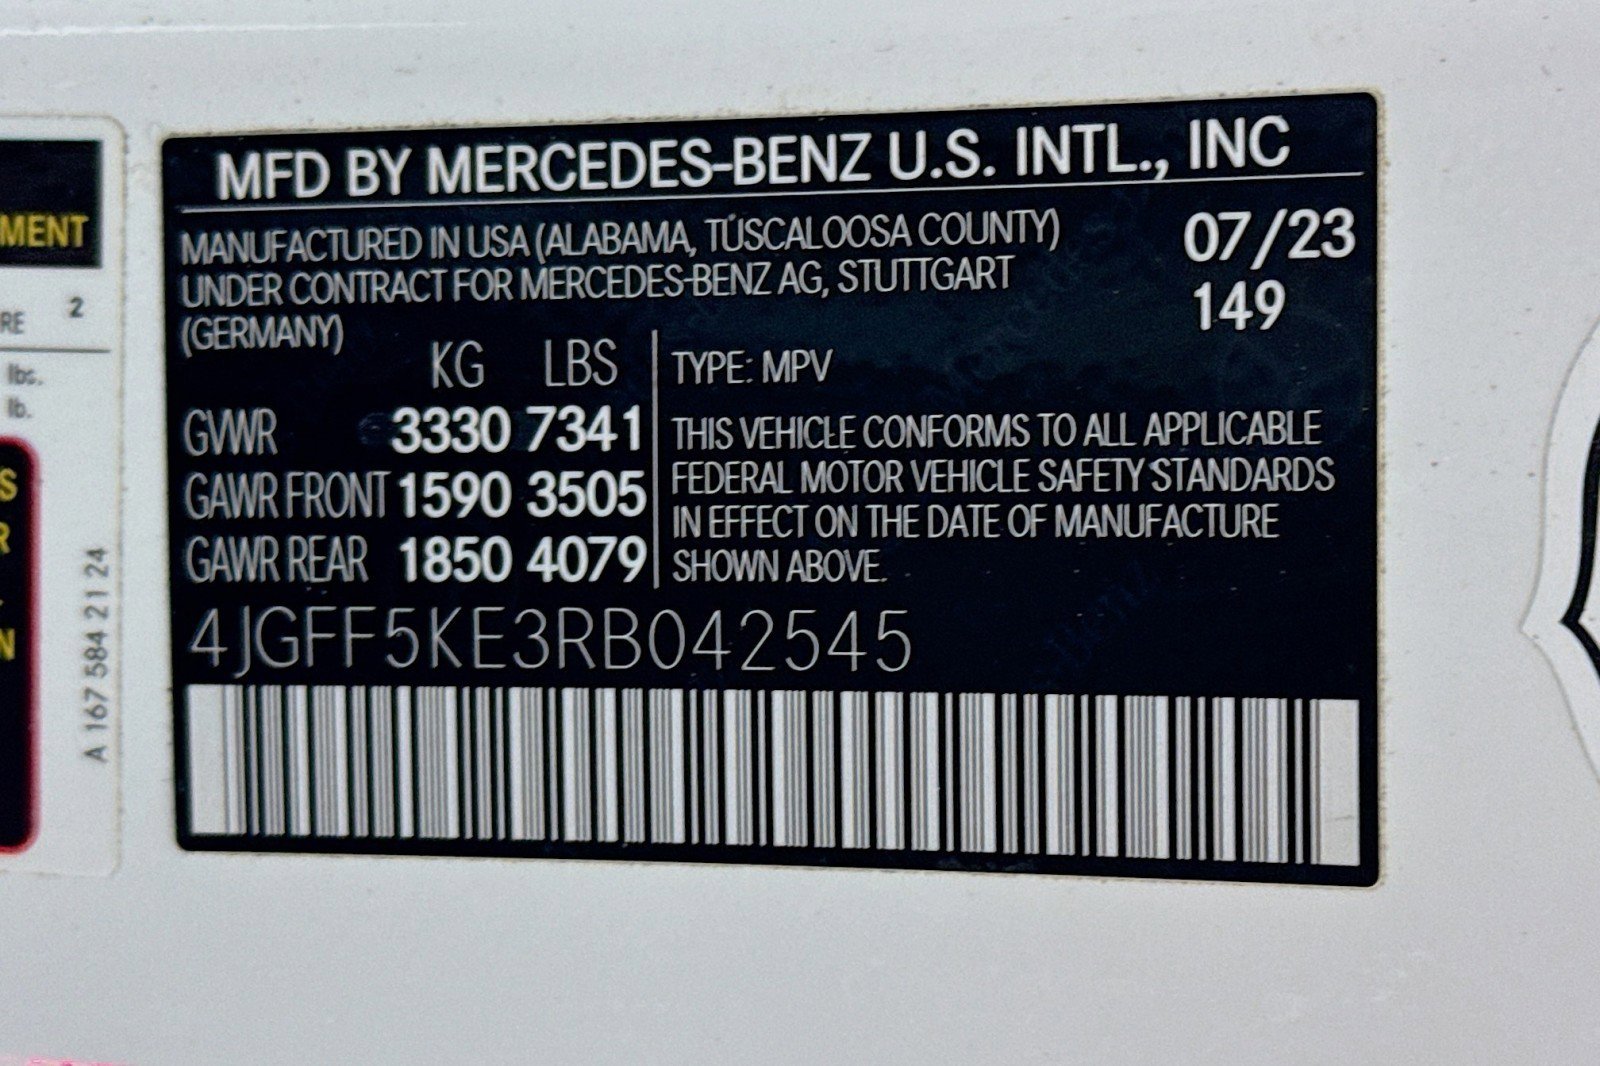 MENT
RE 2
lbs.
lb.
S
R
N
A 167 584 21 24
MFD BY MERCEDES-BENZ U.S. INTL., INC
MANUFACTURED IN USA (ALABAMA, TUSCALOOSA COUNTY)
UNDER CONTRACT FOR MERCEDES-BENZ AG, STUTTGART
(GERMANY)
07/23
149
KG LBS
GVWR 3330 7341
GAWR FRONT 1590 3505
GAWR REAR 1850 4079
TYPE: MPV
THIS VEHICLE CONFORMS TO ALL APPLICABLE
FEDERAL MOTOR VEHICLE SAFETY STANDARDS
IN EFFECT ON THE DATE OF MANUFACTURE
SHOWN ABOVE.
4JGFF5KE3RB042545